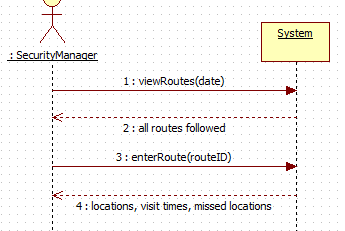 System
: SecurityManager
1 : viewRoutes(date)
2 : all routes followed
3 : enterRoute(routeID)
4 : locations, visit times, missed locations